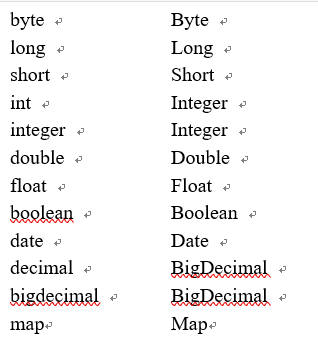 byte Byte
long Long
short Short
int Integer
integer Integer
double Double
float Float
boolean Boolean
date Date
decimal BigDecimal
bigdecimal BigDecimal
map Map